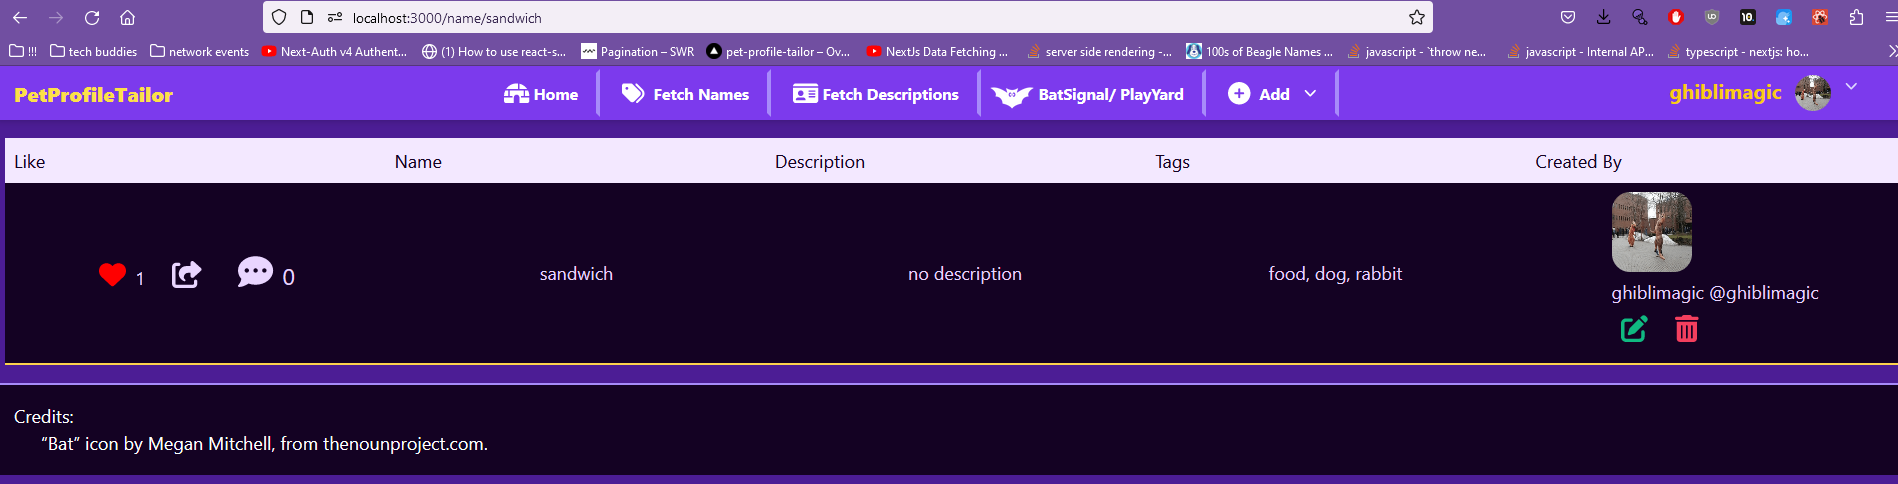 localhost:3000/name/sandwich
!!! tech buddies network events Next-Auth v4 Authent... (1) How to use react-s... Pagination – SWR pet-profile-tailor – Ov... NextJs Data Fetching ... server side rendering -... 100s of Beagle Names ... javascript - `throw ne... javascript - Internal AP... typescript - nextjs: ho...
PetProfileTailor Home Fetch Names Fetch Descriptions BatSignal/ PlayYard Add ghiblimagic
Like Name Description Tags Created By
1 0 sandwich no description food, dog, rabbit
ghiblimagic @ghiblimagic
Credits:
“Bat” icon by Megan Mitchell, from thenounproject.com.